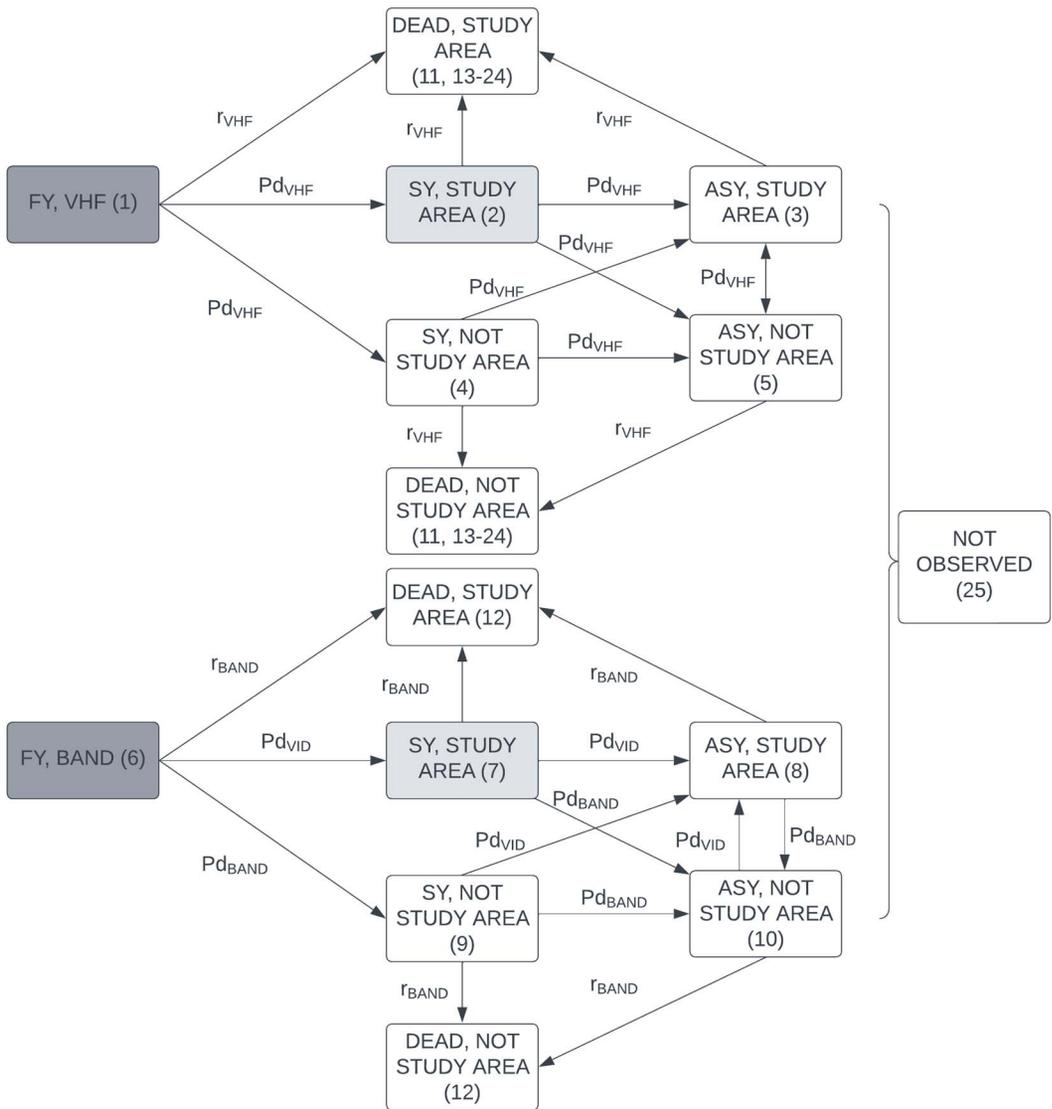 DEAD, STUDY
AREA
(11, 13-24)
rVHF
rVHF
rVHF
FY, VHF (1)
PdVHF
SY, STUDY
AREA (2)
PdVHF
ASY, STUDY
AREA (3)
PdVHF
PdVHF
PdVHF
PdVHF
SY, NOT
STUDY AREA
(4)
PdVHF
ASY, NOT
STUDY AREA
(5)
rVHF
rVHF
DEAD, NOT
STUDY AREA
(11, 13-24)
NOT
OBSERVED
(25)
DEAD, STUDY
AREA (12)
rBAND
rBAND
rBAND
FY, BAND (6)
PdVID
SY, STUDY
AREA (7)
PdVID
ASY, STUDY
AREA (8)
PdBAND
PdVID
PdVID
PdBAND
PdBAND
SY, NOT
STUDY AREA
(9)
PdBAND
ASY, NOT
STUDY AREA
(10)
rBAND
rBAND
DEAD, NOT
STUDY AREA
(12)